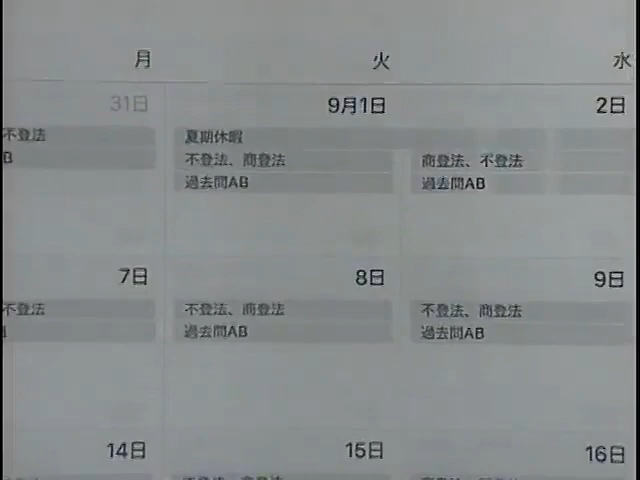 月 火 水
31日 9月1日 2日
不登法 夏期休暇
B 不登法、商登法 商登法、不登法
過去問AB 過去問AB
7日 8日 9日
不登法 不登法、商登法 不登法、商登法
過去問AB 過去問AB
14日 15日 16日